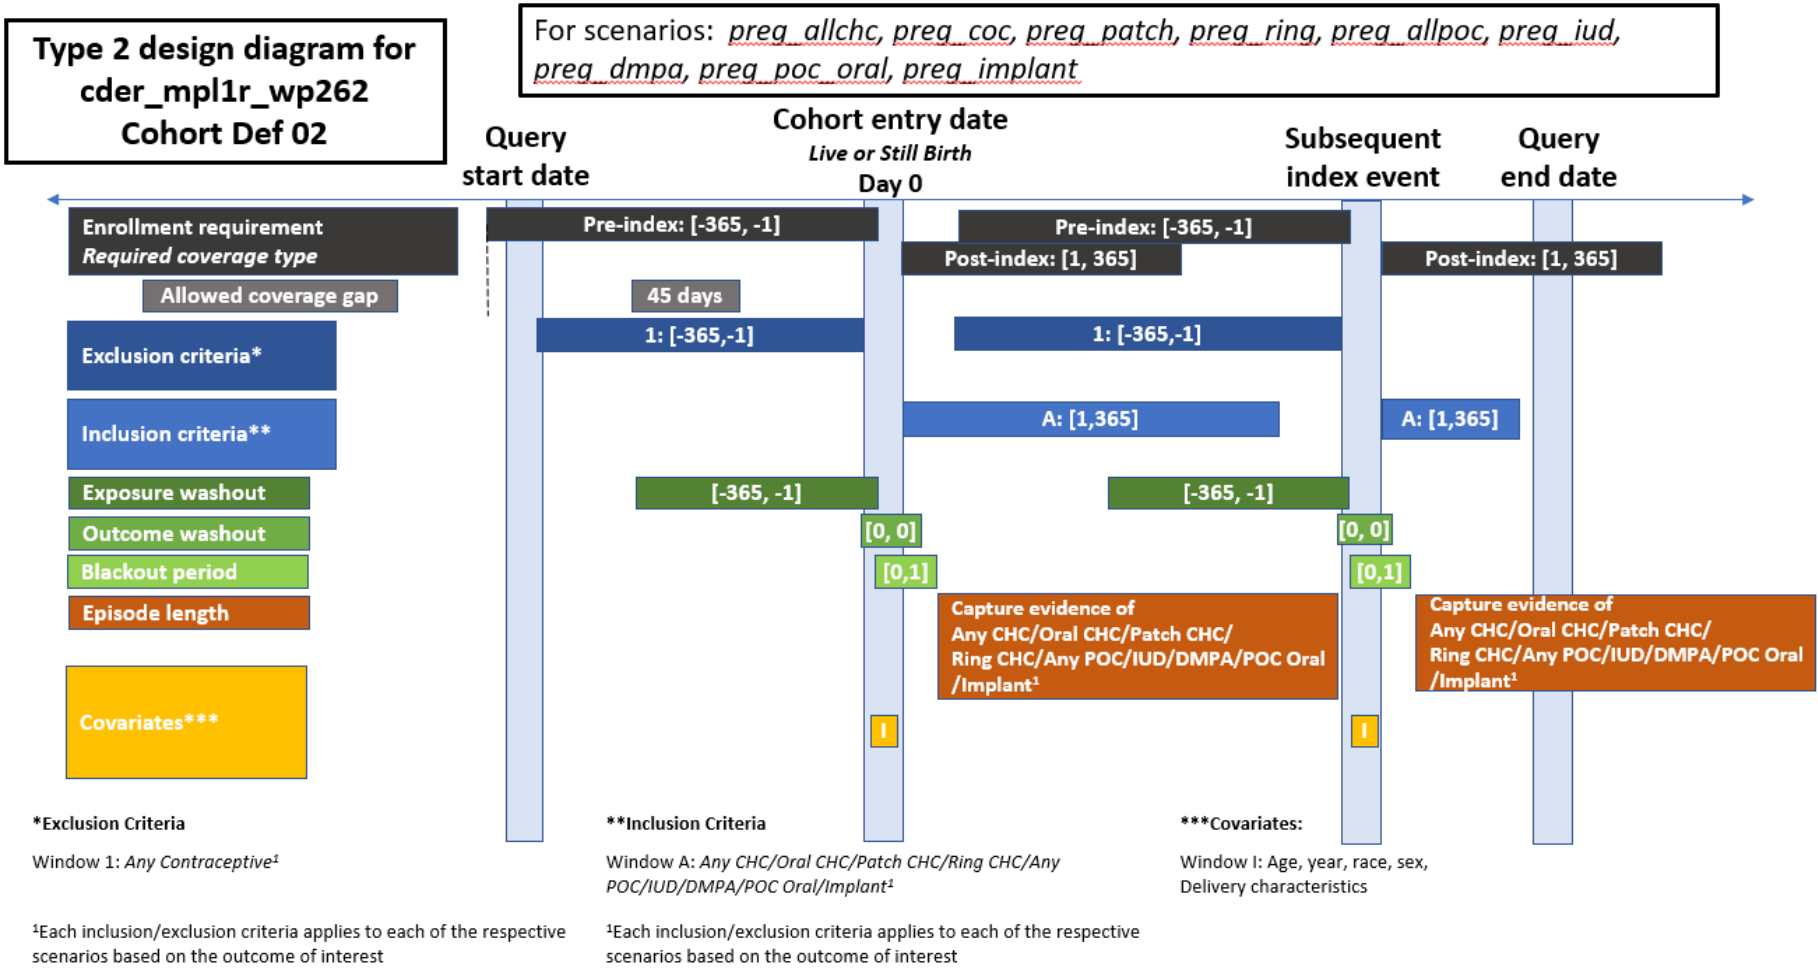 Type 2 design diagram for
cder_mpl1r_wp262
Cohort Def 02
For scenarios: preg_allchc, preg_coc, preg_patch, preg_ring, preg_allpoc, preg_iud,
preg_dmpa, preg_poc_oral, preg_implant
Query
start date
Cohort entry date
Live or Still Birth
Day 0
Subsequent
index event
Query
end date
Enrollment requirement
Required coverage type
Pre-index: [-365, -1]
Pre-index: [-365, -1]
Post-index: [1, 365]
Post-index: [1, 365]
Allowed coverage gap
45 days
Exclusion criteria*
1: [-365,-1]
1: [-365,-1]
Inclusion criteria**
A: [1,365]
A: [1,365]
Exposure washout
[-365, -1]
[-365, -1]
Outcome washout
[0, 0]
[0, 0]
Blackout period
[0,1]
[0,1]
Episode length
Capture evidence of
Any CHC/Oral CHC/Patch CHC/
Ring CHC/Any POC/IUD/DMPA/POC Oral
/Implant¹
Capture evidence of
Any CHC/Oral CHC/Patch CHC/
Ring CHC/Any POC/IUD/DMPA/POC Oral
/Implant¹
Covariates***
I
I
*Exclusion Criteria
Window 1: Any Contraceptive¹
¹Each inclusion/exclusion criteria applies to each of the respective
scenarios based on the outcome of interest
**Inclusion Criteria
Window A: Any CHC/Oral CHC/Patch CHC/Ring CHC/Any
POC/IUD/DMPA/POC Oral/Implant¹
¹Each inclusion/exclusion criteria applies to each of the respective
scenarios based on the outcome of interest
***Covariates:
Window I: Age, year, race, sex,
Delivery characteristics